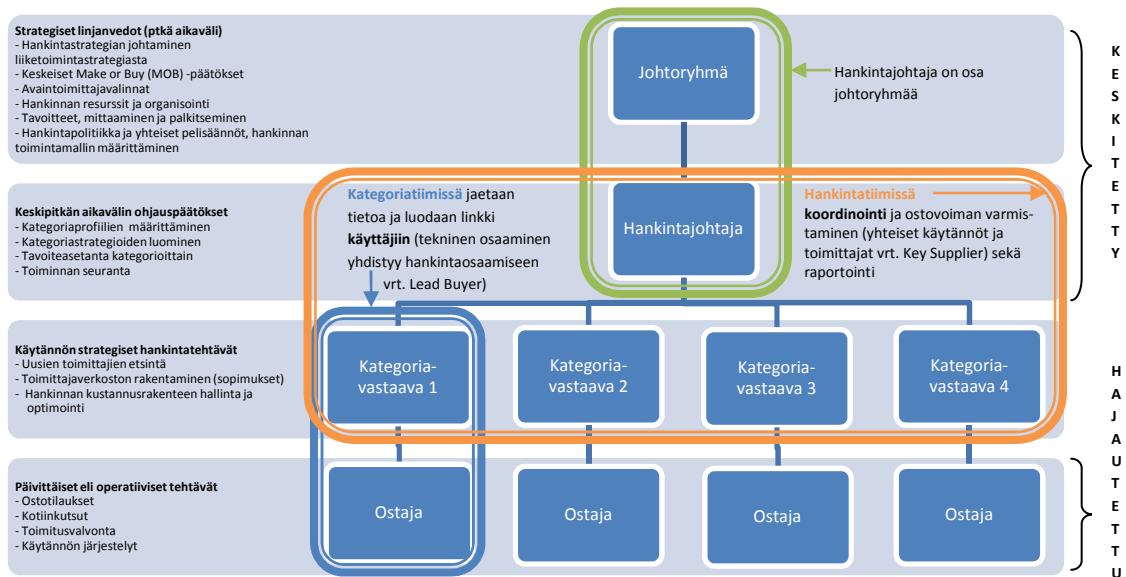 Strategiset linjanvedot (ptkä aikaväli)
- Hankintastrategian johtaminen
liiketoimintastrategiasta
- Keskeiset Make or Buy (MOB) -päätökset
- Avaintoimittajavalinnat
- Hankinnan resurssit ja organisointi
- Tavoitteet, mittaaminen ja palkitseminen
- Hankintapolitiikka ja yhteiset pelisäännöt, hankinnan
toimintamallin määrittäminen
Johtoryhmä
Hankintajohtaja on osa
johtoryhmää
Keskipitkän aikavälin ohjauspäätökset
- Kategoriaprofiilien määrittäminen
- Kategoriastrategioiden luominen
- Tavoiteasetanta kategorioittain
- Toiminnan seuranta
Kategoriatiimissä jaetaan
tietoa ja luodaan linkki
käyttäjiin (tekninen osaaminen
yhdistyy hankintaosaamiseen
vrt. Lead Buyer)
Hankintajohtaja
Hankintatiimissä
koordinointi ja ostovoiman varmis-
taminen (yhteiset käytännöt ja
toimittajat vrt. Key Supplier) sekä
raportointi
Käytännön strategiset hankintatehtävät
- Uusien toimittajien etsintä
- Toimittajaverkoston rakentaminen (sopimukset)
- Hankinnan kustannusrakenteen hallinta ja
optimointi
Kategoria-
vastaava 1
Kategoria-
vastaava 2
Kategoria-
vastaava 3
Kategoria-
vastaava 4
Päivittäiset eli operatiiviset tehtävät
- Ostotilaukset
- Kotiinkutsut
- Toimitusvalvonta
- Käytännön järjestelyt
Ostaja
Ostaja
Ostaja
Ostaja
K
E
S
K
I
T
E
T
T
Y
H
A
J
A
U
T
E
T
T
U